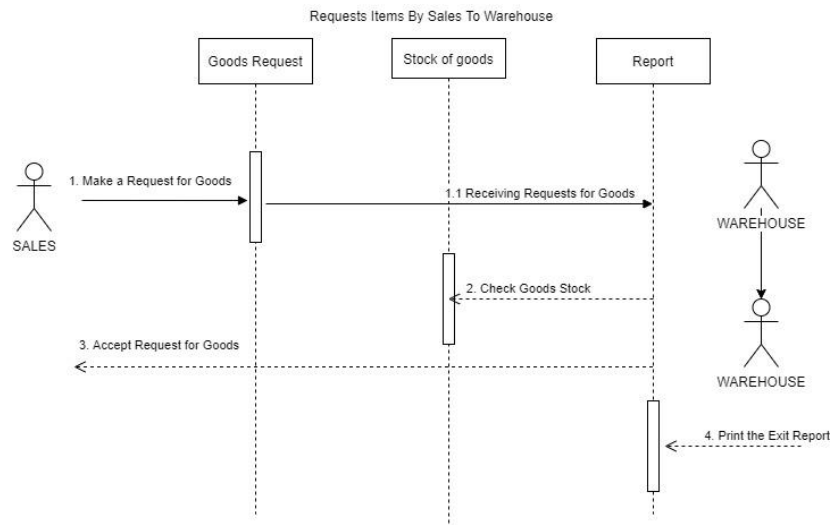 Requests Items By Sales To Warehouse
Goods Request
Stock of goods
Report
1. Make a Request for Goods
1.1 Receiving Requests for Goods
SALES
WAREHOUSE
2. Check Goods Stock
3. Accept Request for Goods
WAREHOUSE
4. Print the Exit Report